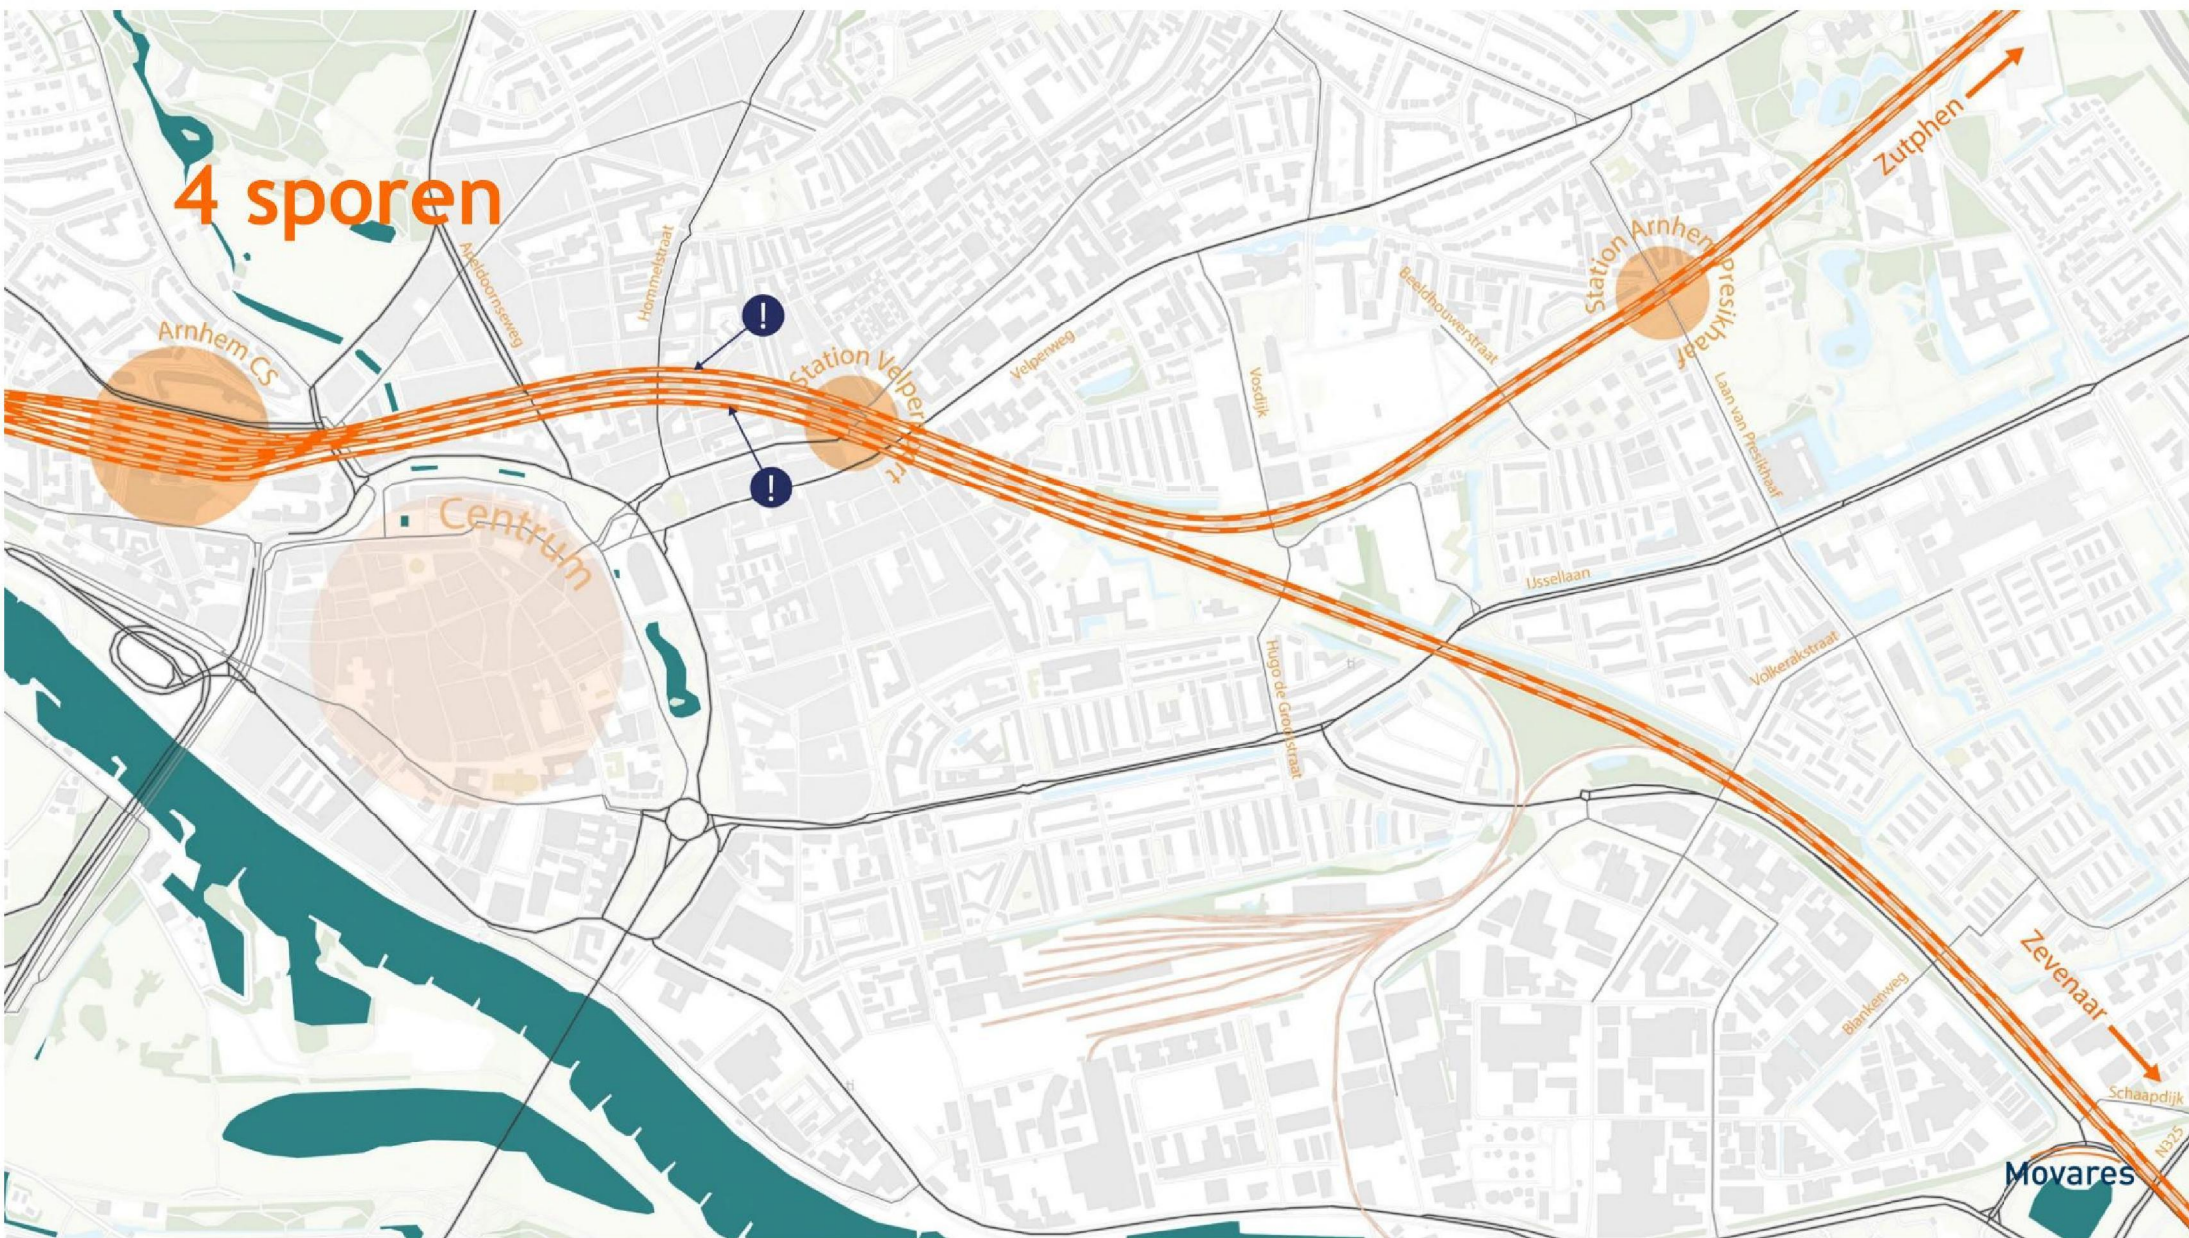 4 sporen
Zutphen
Apeldoornseweg
Hommelstraat
!
Arnhem CS
Station Velperpoort
Velperweg
Vosdijk
Beeldhouwerstraat
Station Arnhem Presikhaaf
Laan van Presikhaaf
!
Centrum
IJssellaan
Hugo de Grootstraat
Volkerakstraat
Zevenaar
Blankenweg
Schaapdijk
N325
Movares